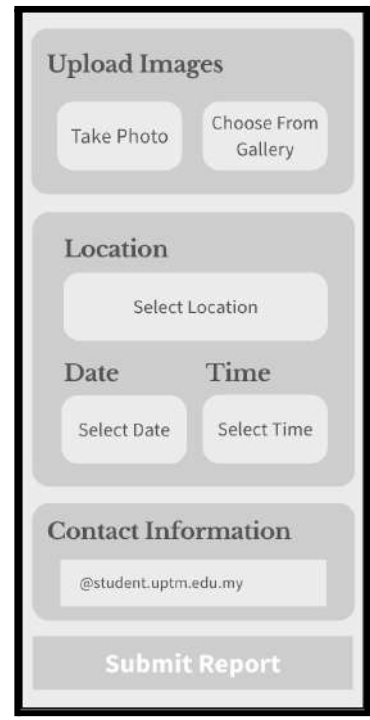 Upload Images
Take Photo
Choose From
Gallery
Location
Select Location
Date
Time
Select Date
Select Time
Contact Information
@student.uptm.edu.my
Submit Report